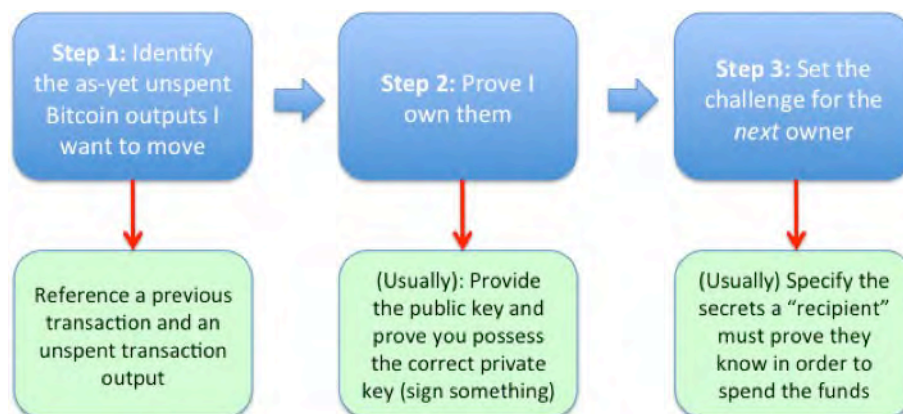 Step 1: Identify
the as-yet unspent
Bitcoin outputs I
want to move
Step 2: Prove I
own them
Step 3: Set the
challenge for the
next owner
Reference a previous
transaction and an
unspent transaction
output
(Usually): Provide
the public key and
prove you possess
the correct private
key (sign something)
(Usually) Specify the
secrets a “recipient”
must prove they
know in order to
spend the funds